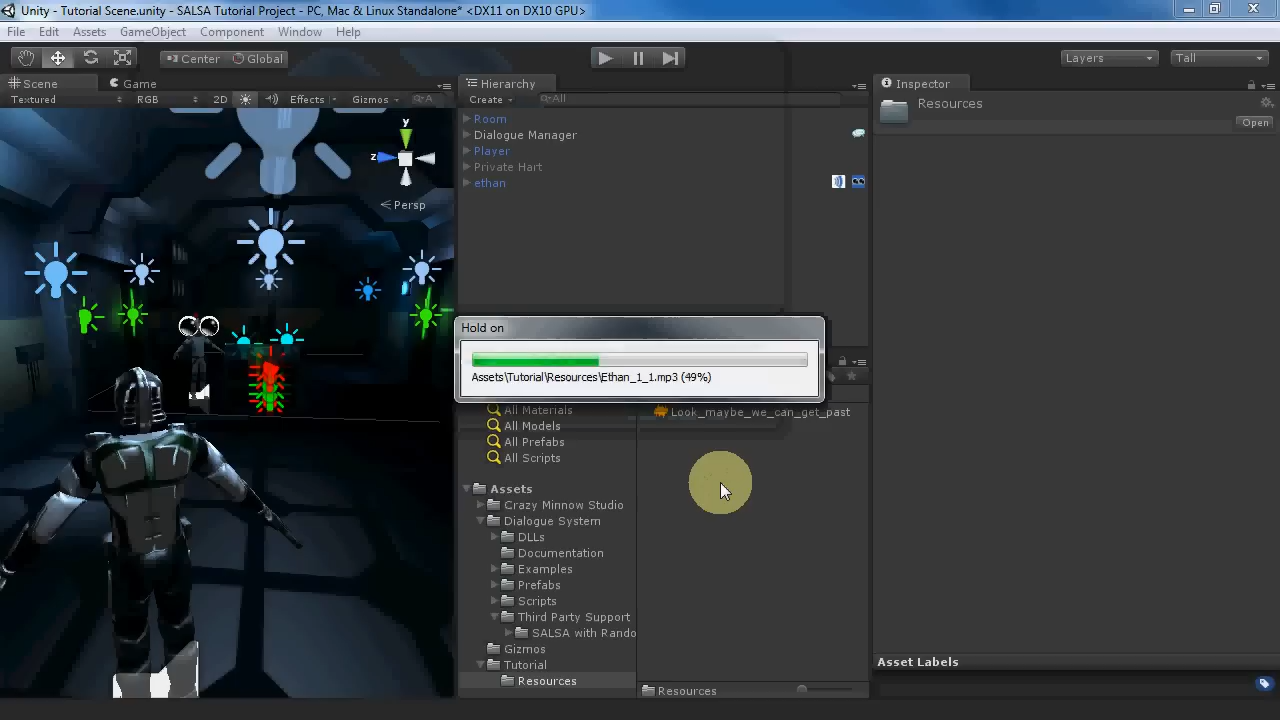 Unity - Tutorial Scene.unity - SALSA Tutorial Project - PC, Mac & Linux Standalone* <DX11 on DX10 GPU>
File Edit Assets GameObject Component Window Help
Center Global Layers Tall
Scene Game Hierarchy Inspector
Textured RGB 2D Effects Gizmos Create All
Resources
Open
Room
Dialogue Manager
Player
Private Hart
ethan
y
z
Persp
Hold on
Assets\Tutorial\Resources\Ethan_1_1.mp3 (49%)
All Materials
Look_maybe_we_can_get_past
All Models
All Prefabs
All Scripts
Assets
Crazy Minnow Studio
Dialogue System
DLLs
Documentation
Examples
Prefabs
Scripts
Third Party Support
SALSA with Rando
Gizmos
Tutorial
Resources
Resources
Asset Labels